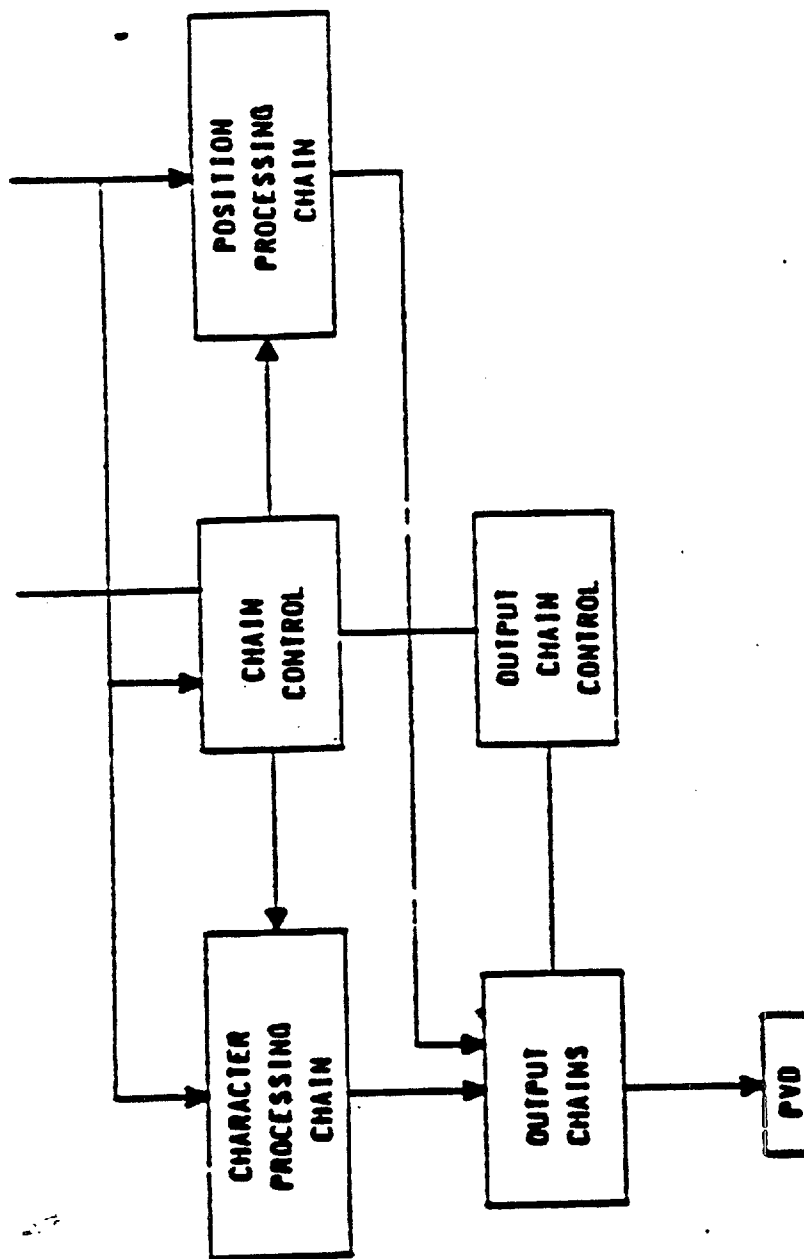 POSITION
PROCESSING
CHAIN
CHAIN
CONTROL
OUTPUT
CHAIN
CONTROL
CHARACTER
PROCESSING
CHAIN
OUTPUT
CHAINS
PVD